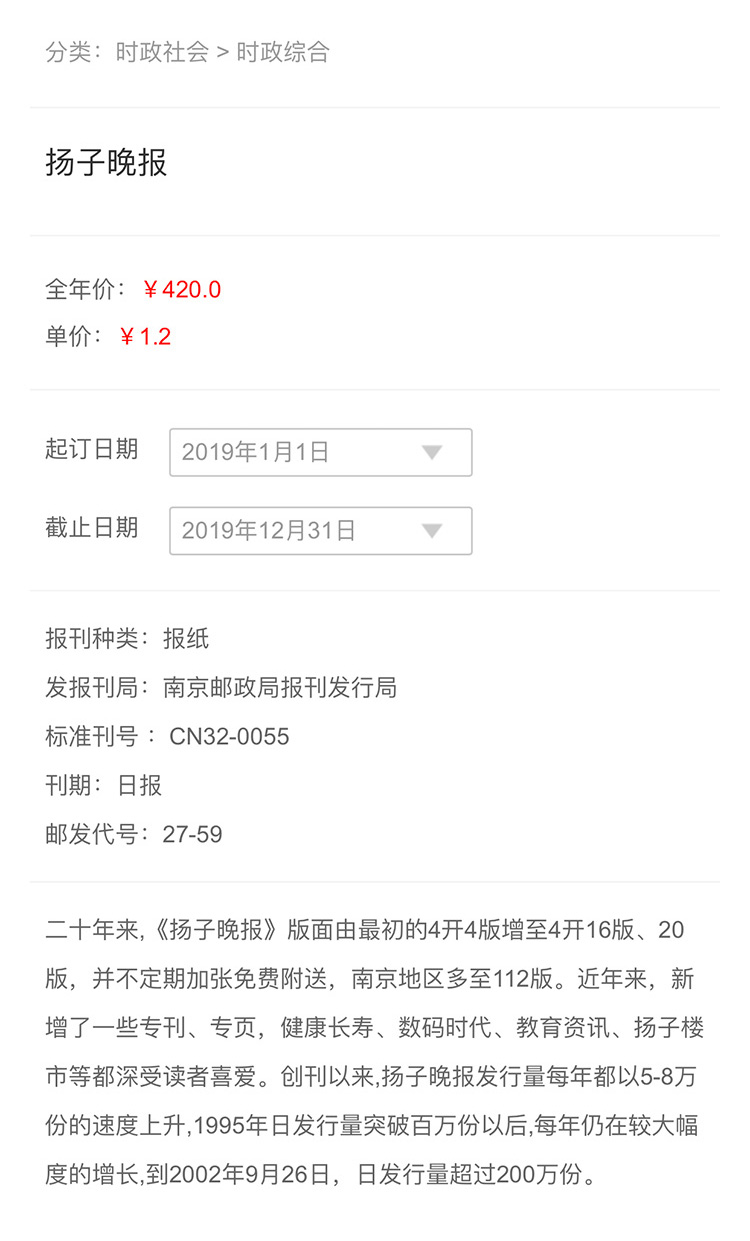 分类：时政社会 > 时政综合
扬子晚报
全年价：￥420.0
单价：￥1.2
起订日期 2019年1月1日
截止日期 2019年12月31日
报刊种类：报纸
发报刊局：南京邮政局报刊发行局
标准刊号 ：CN32-0055
刊期：日报
邮发代号：27-59
二十年来,《扬子晚报》版面由最初的4开4版增至4开16版、20
版，并不定期加张免费附送，南京地区多至112版。近年来，新
增了一些专刊、专页，健康长寿、数码时代、教育资讯、扬子楼
市等都深受读者喜爱。创刊以来,扬子晚报发行量每年都以5-8万
份的速度上升,1995年日发行量突破百万份以后,每年仍在较大幅
度的增长,到2002年9月26日，日发行量超过200万份。